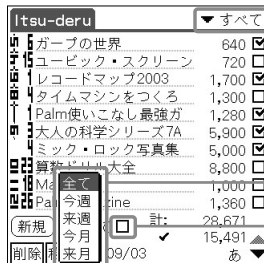 Itsu-deru ▼すべて
ガープの世界 640
ユービック・スクリーン 720
レコードマップ2003 1,700
タイムマシンをつくろ 1,300
Palm使いこなし最強ガ 1,280
大人の科学シリーズ7A 5,900
ミック・ロック写真集 5,000
算数ドリル大全 8,800
Ma 1,000
Pa zine 1,360
全て
今週
来週
今月
来月
新規 計: 28,671
✔ 15,491
削除 09/03 あ